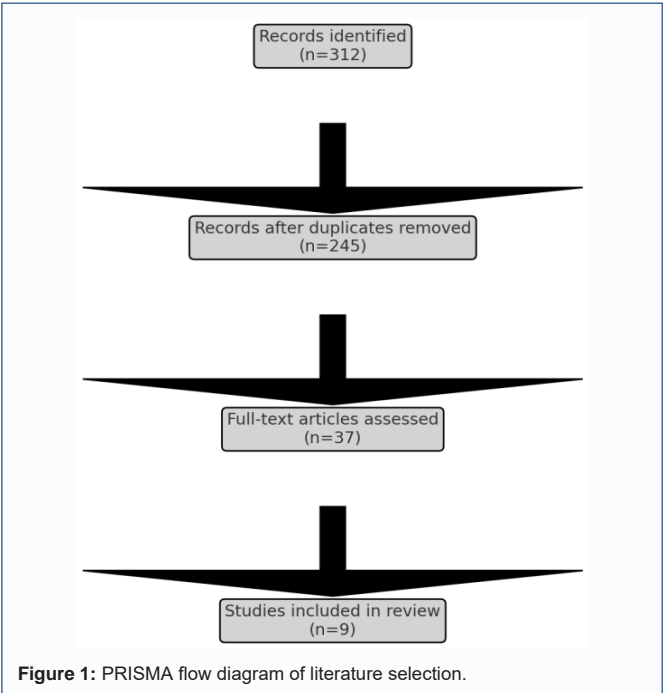 Records identified
(n=312)
Records after duplicates removed
(n=245)
Full-text articles assessed
(n=37)
Studies included in review
(n=9)
Figure 1: PRISMA flow diagram of literature selection.